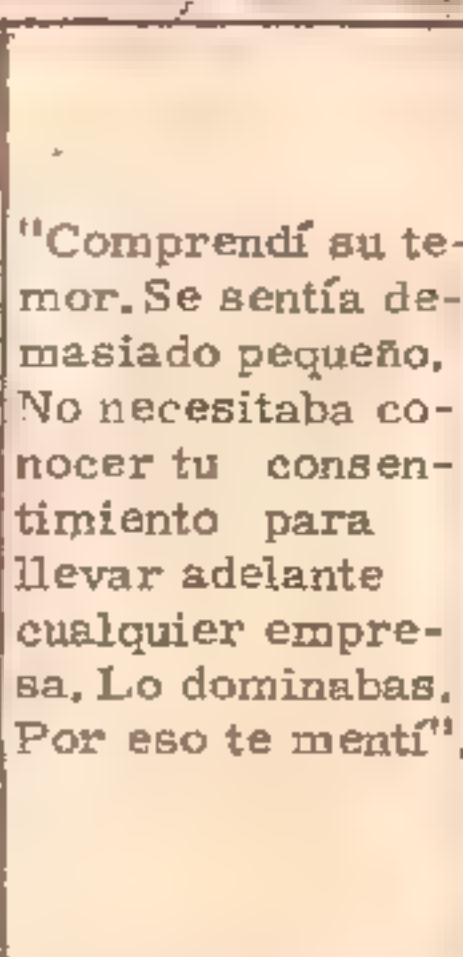 "Comprendí su te-
mor. Se sentía de-
masiado pequeño.
No necesitaba co-
nocer tu consen-
timiento para
llevar adelante
cualquier empre-
sa. Lo dominabas.
Por eso te mentí".